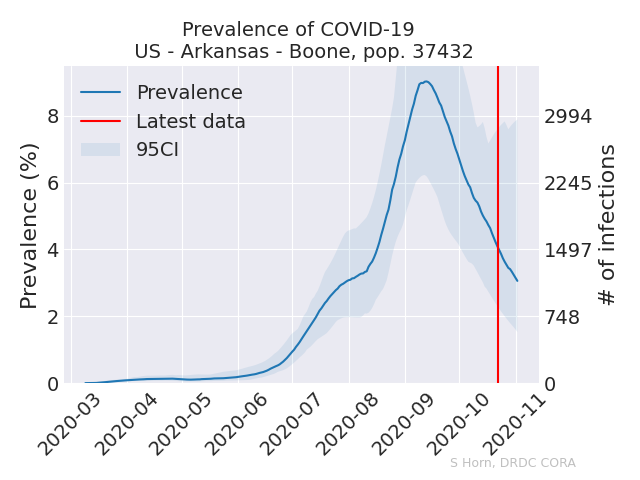 Prevalence of COVID-19
US - Arkansas - Boone, pop. 37432
Prevalence
Latest data
95CI
Prevalence (%)
8
6
4
2
0
2994
2245
1497
748
0
# of infections
2020-03
2020-04
2020-05
2020-06
2020-07
2020-08
2020-09
2020-10
2020-11
S Horn, DRDC CORA